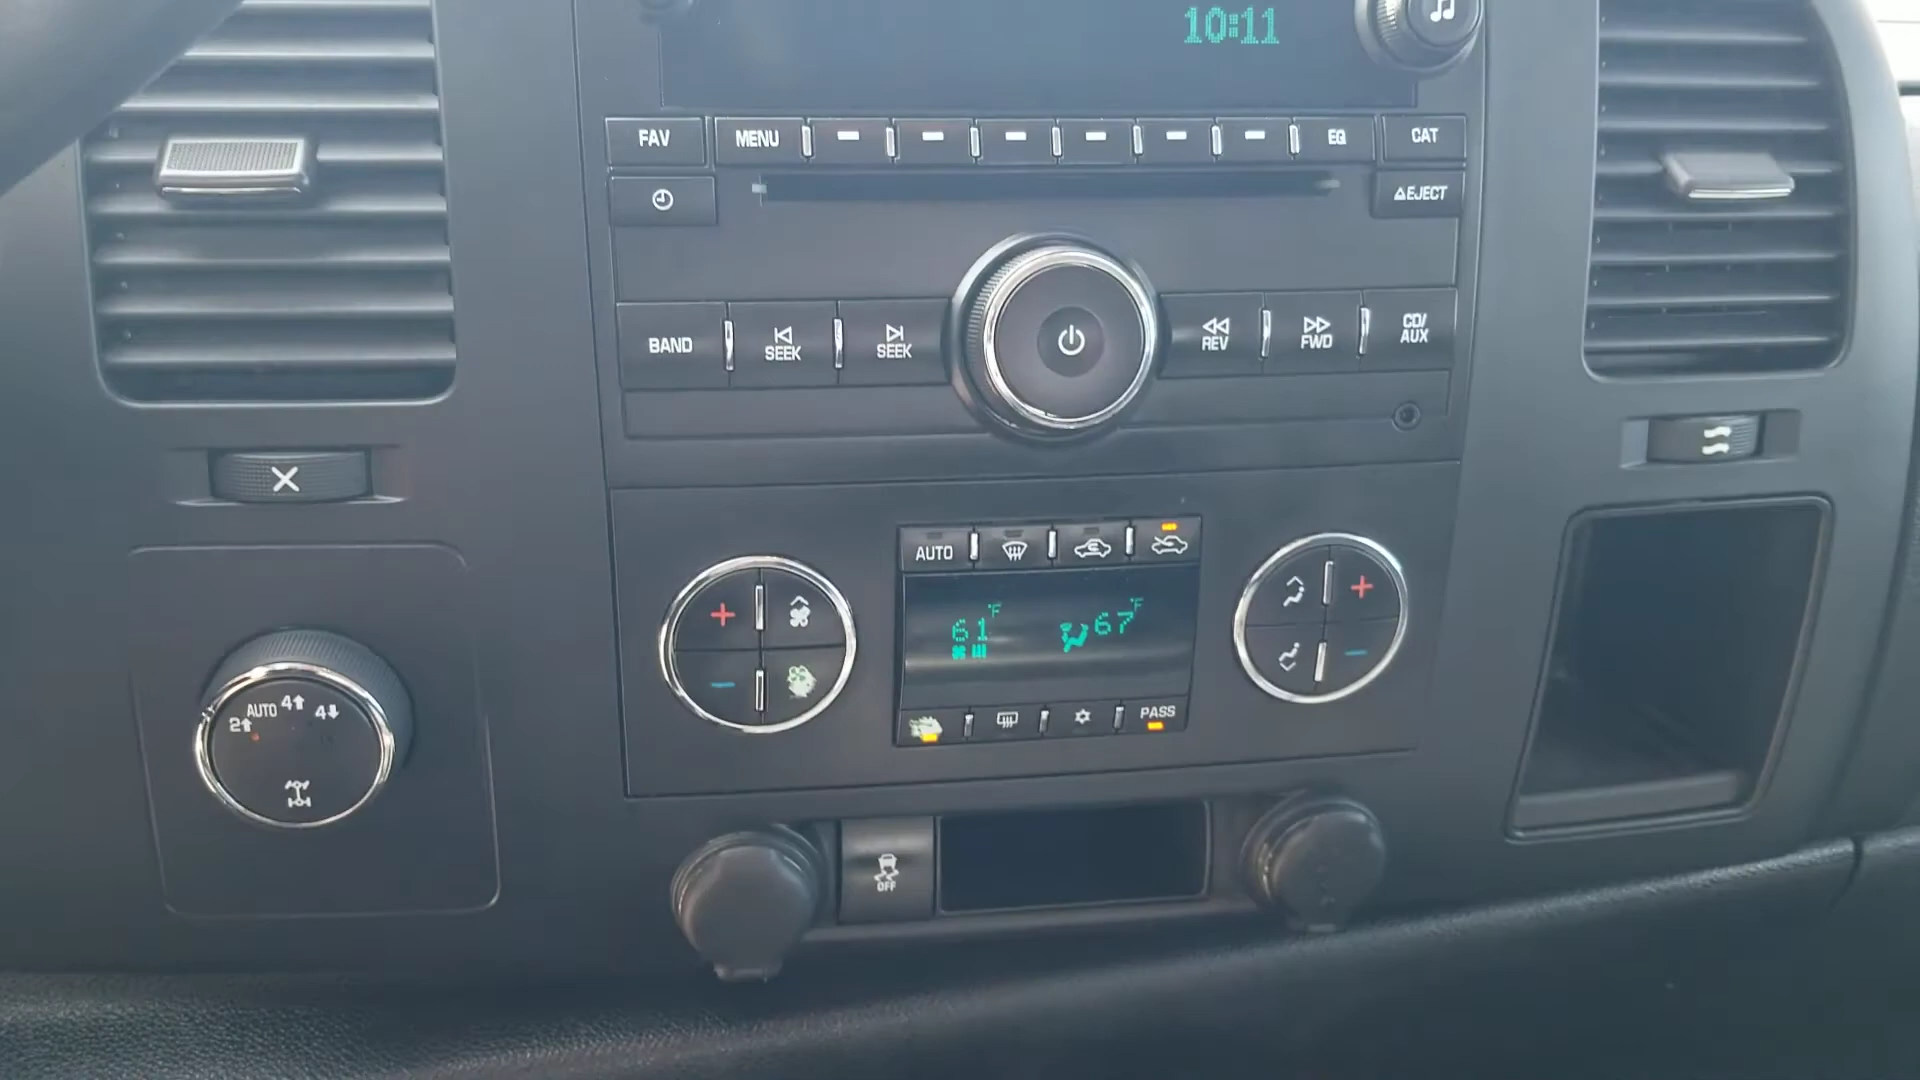 10:11
FAV
MENU
EQ
CAT
EJECT
BAND
SEEK
SEEK
REV
FWD
CD/
AUX
AUTO
61°F
67°F
PASS
2
AUTO
4
4
OFF